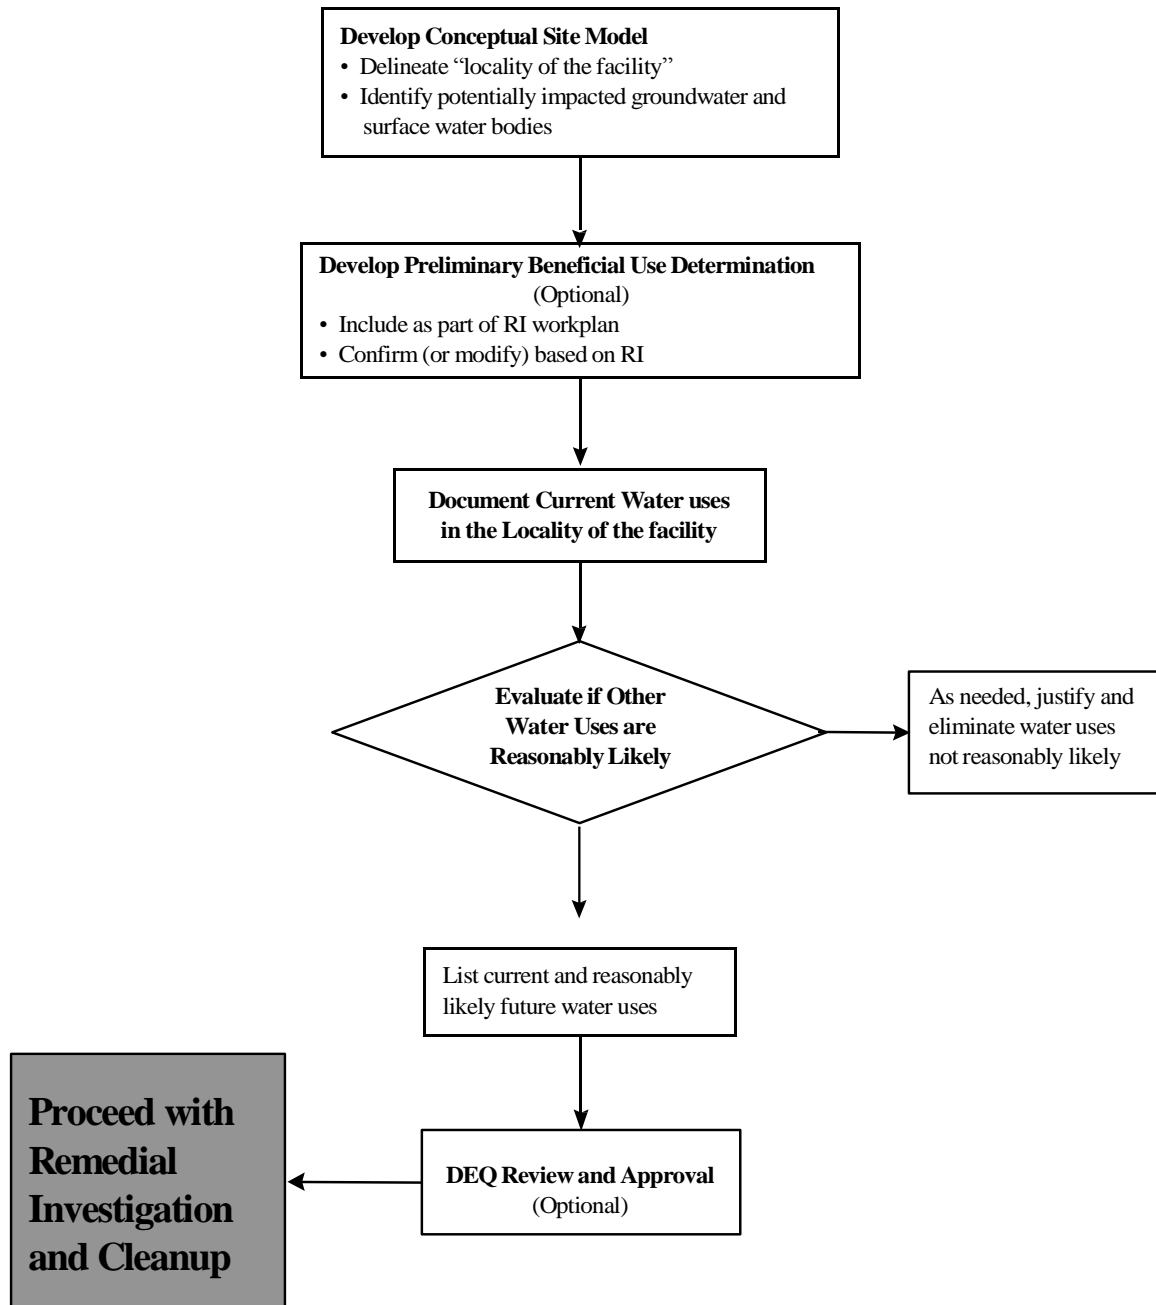 Develop Conceptual Site Model
• Delineate “locality of the facility”
• Identify potentially impacted groundwater and
surface water bodies
Develop Preliminary Beneficial Use Determination
(Optional)
• Include as part of RI workplan
• Confirm (or modify) based on RI
Document Current Water uses
in the Locality of the facility
Evaluate if Other
Water Uses are
Reasonably Likely
As needed, justify and
eliminate water uses
not reasonably likely
List current and reasonably
likely future water uses
DEQ Review and Approval
(Optional)
Proceed with
Remedial
Investigation
and Cleanup